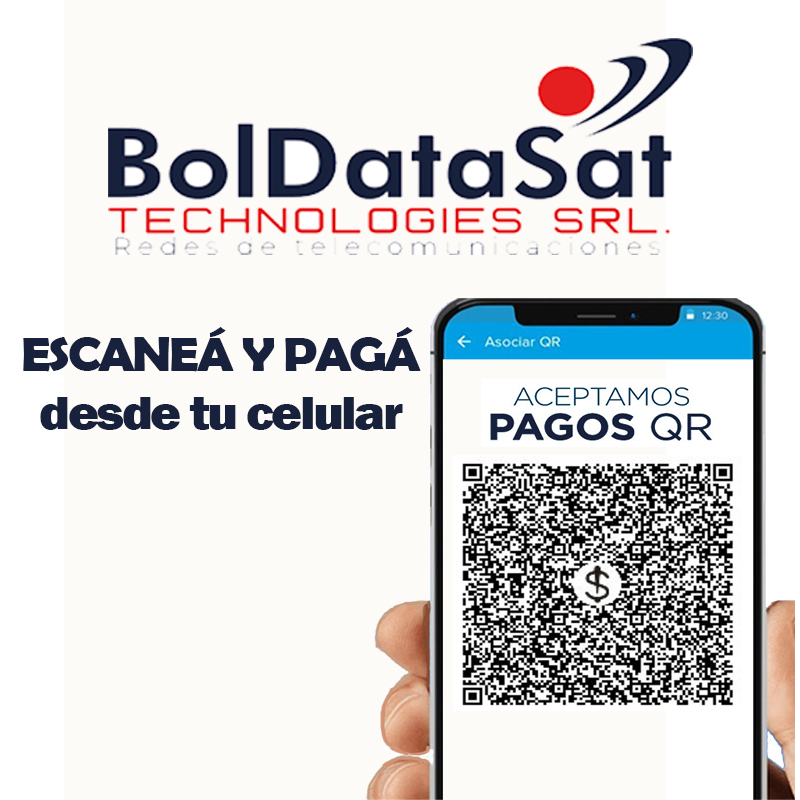 BolDataSat
TECHNOLOGIES SRL.
Redes de telecomunicaciones
ESCANEÁ Y PAGÁ
desde tu celular
12:30
Asociar QR
ACEPTAMOS
PAGOS QR
$